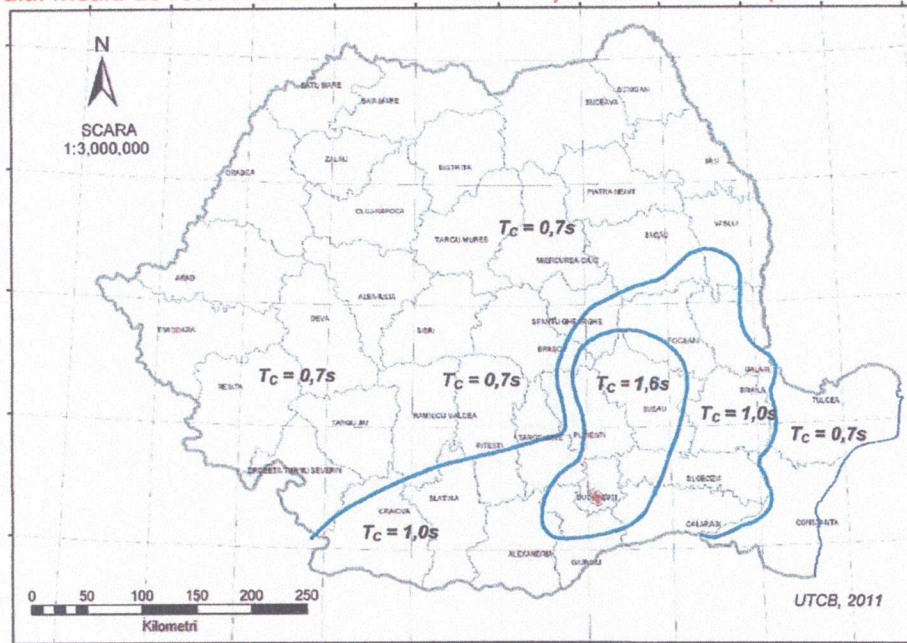 N
SCARA
1:3,000,000
SATU MARE
BAIA MARE
SUCEAVA
BOTOSANI
ORADEA
ZALAU
BISTRITA
IASI
PIATRA NEAMT
CLUJ-NAPOCA
TARGU MURES
T_C = 0,7s
BACAU
VASLUI
MIERCUREA CIUC
ARAD
ALBA IULIA
TIMISOARA
DEVA
SIBIU
SFANTU GHEORGHE
BRASOV
FOCSANI
RESITA
T_C = 0,7s
T_C = 0,7s
T_C = 1,6s
GALATI
BRAILA
TULCEA
TARGU JIU
RAMNICU VALCEA
BUZAU
T_C = 1,0s
T_C = 0,7s
PITESTI
TARGOVISTE
PLOIESTI
DROBETA-TURNU SEVERIN
SLOBOZIA
CRAIOVA
SLATINA
BUCURESTI
T_C = 1,0s
CALARASI
CONSTANTA
ALEXANDRIA
GIURGIU
0 50 100 150 200 250
Kilometri
UTCB, 2011